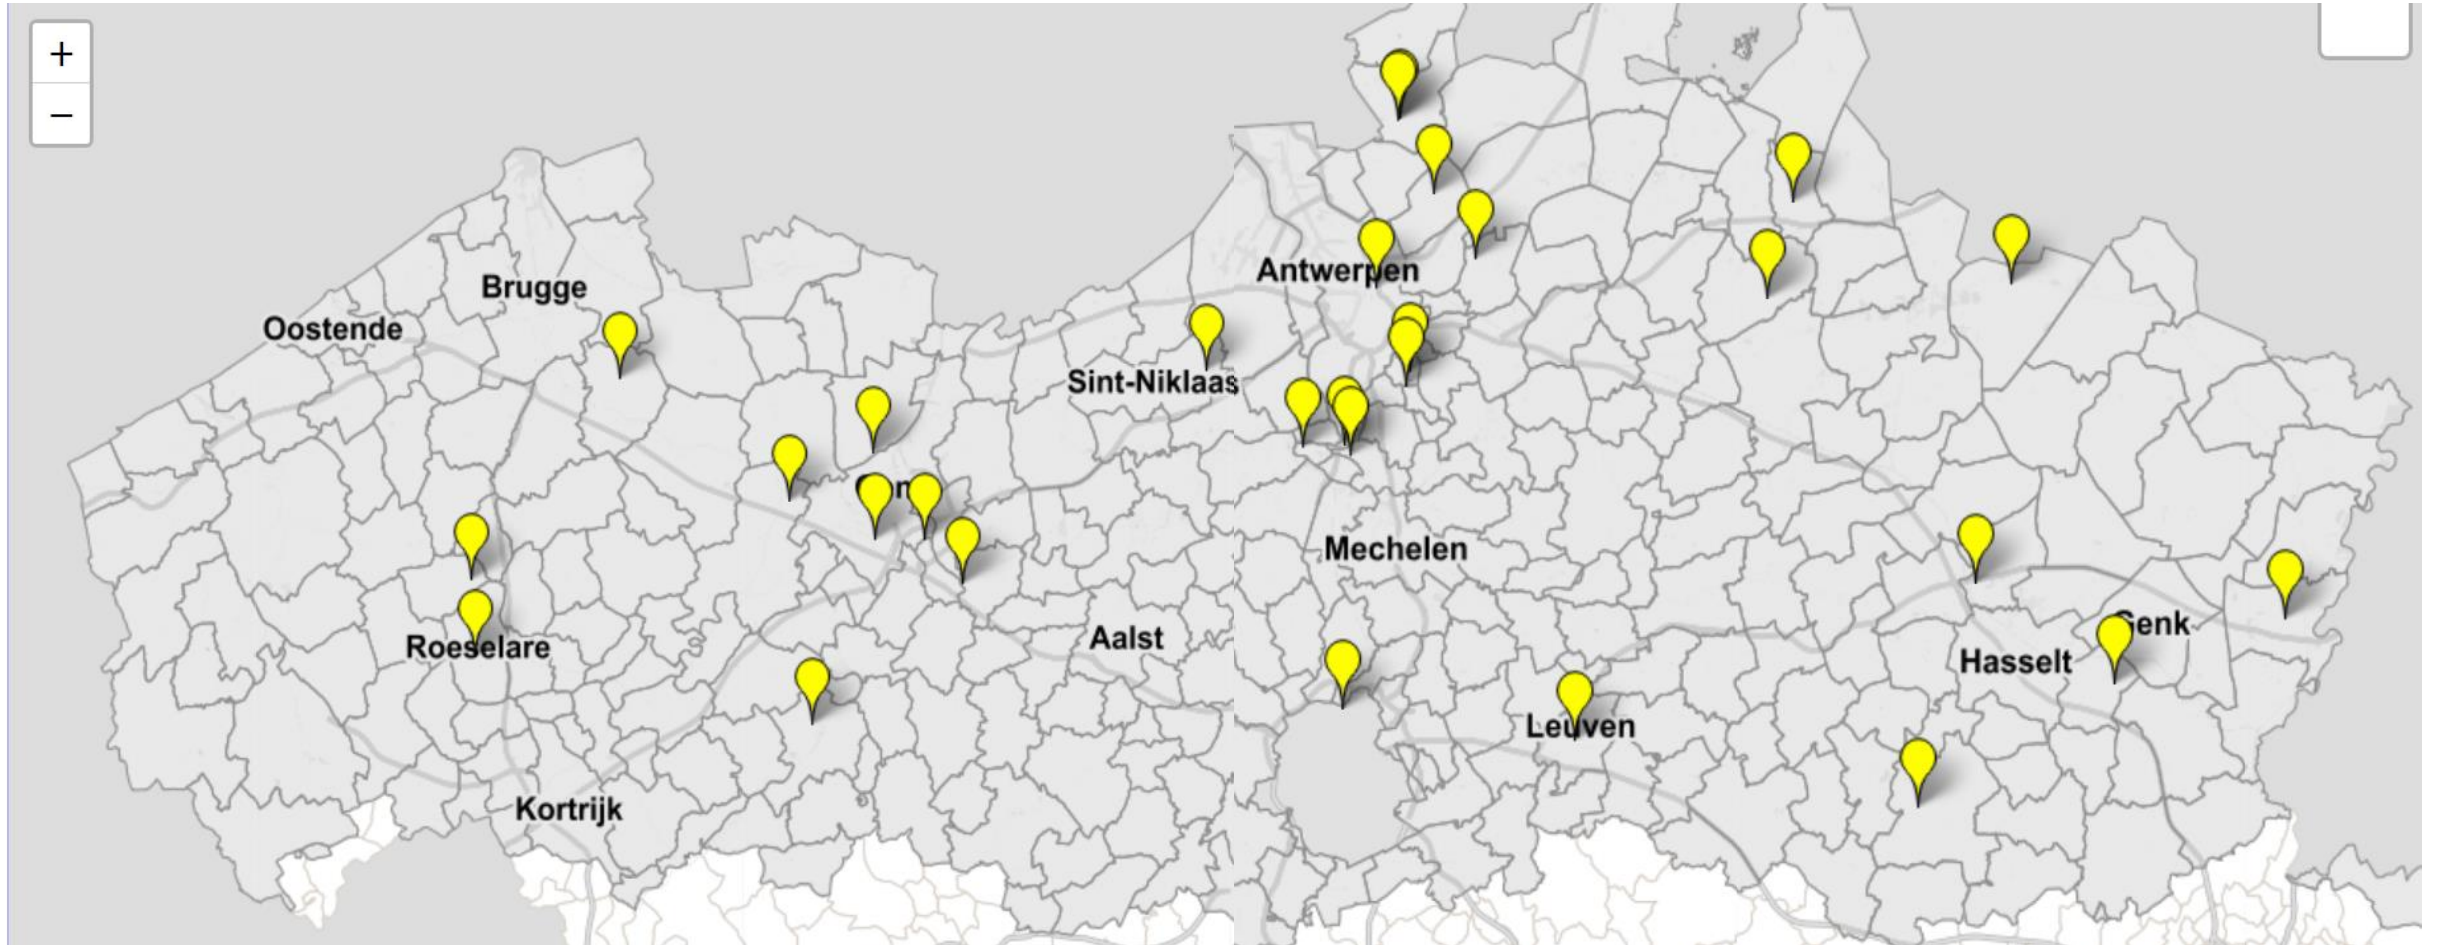 +
−
Antwerpen
Brugge
Oostende
Sint-Niklaas
Mechelen
Genk
Aalst
Roeselare
Hasselt
Leuven
Kortrijk